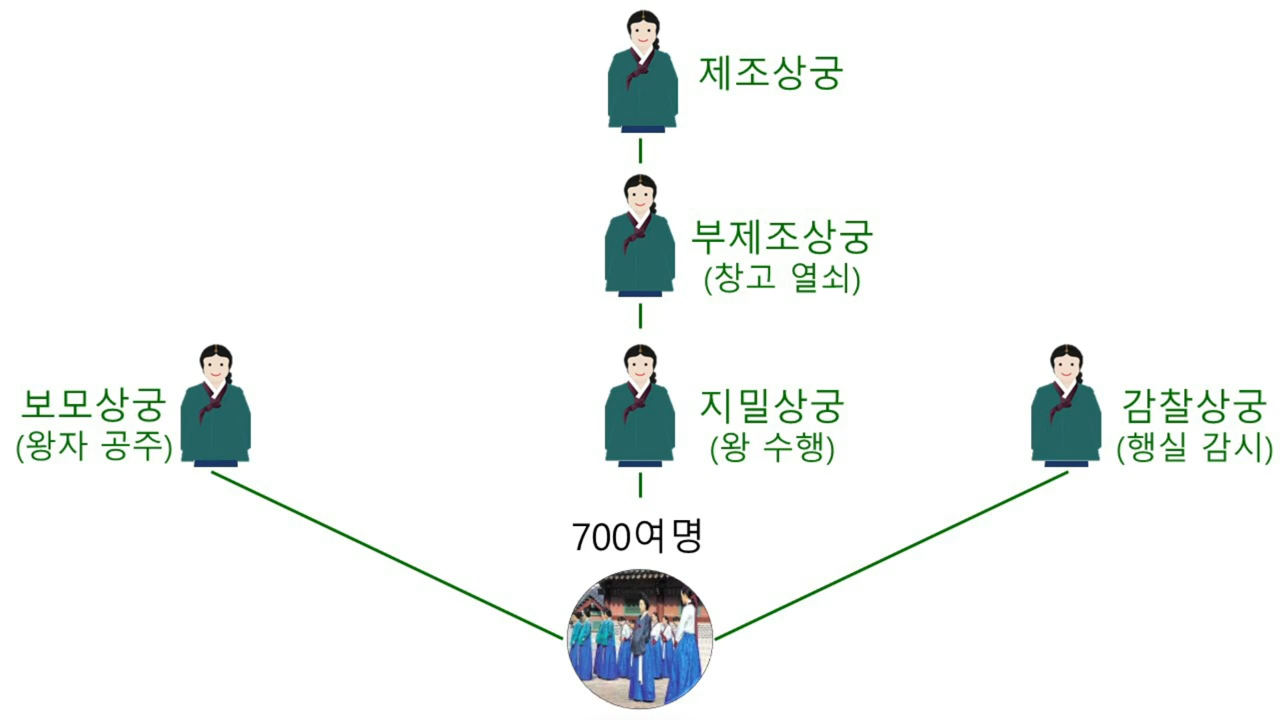 제조상궁
부제조상궁
(창고 열쇠)
보모상궁
(왕자 공주)
지밀상궁
(왕 수행)
감찰상궁
(행실 감시)
700여명